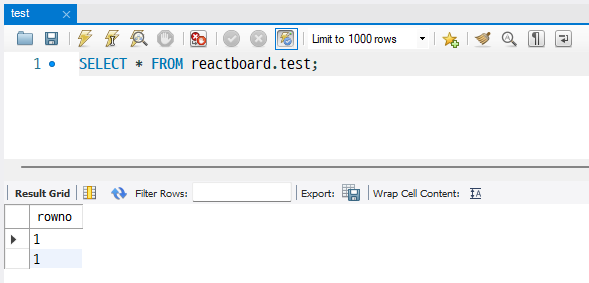 test
Limit to 1000 rows
1 SELECT * FROM reactboard.test;
Result Grid Filter Rows: Export: Wrap Cell Content:
rowno
1
1